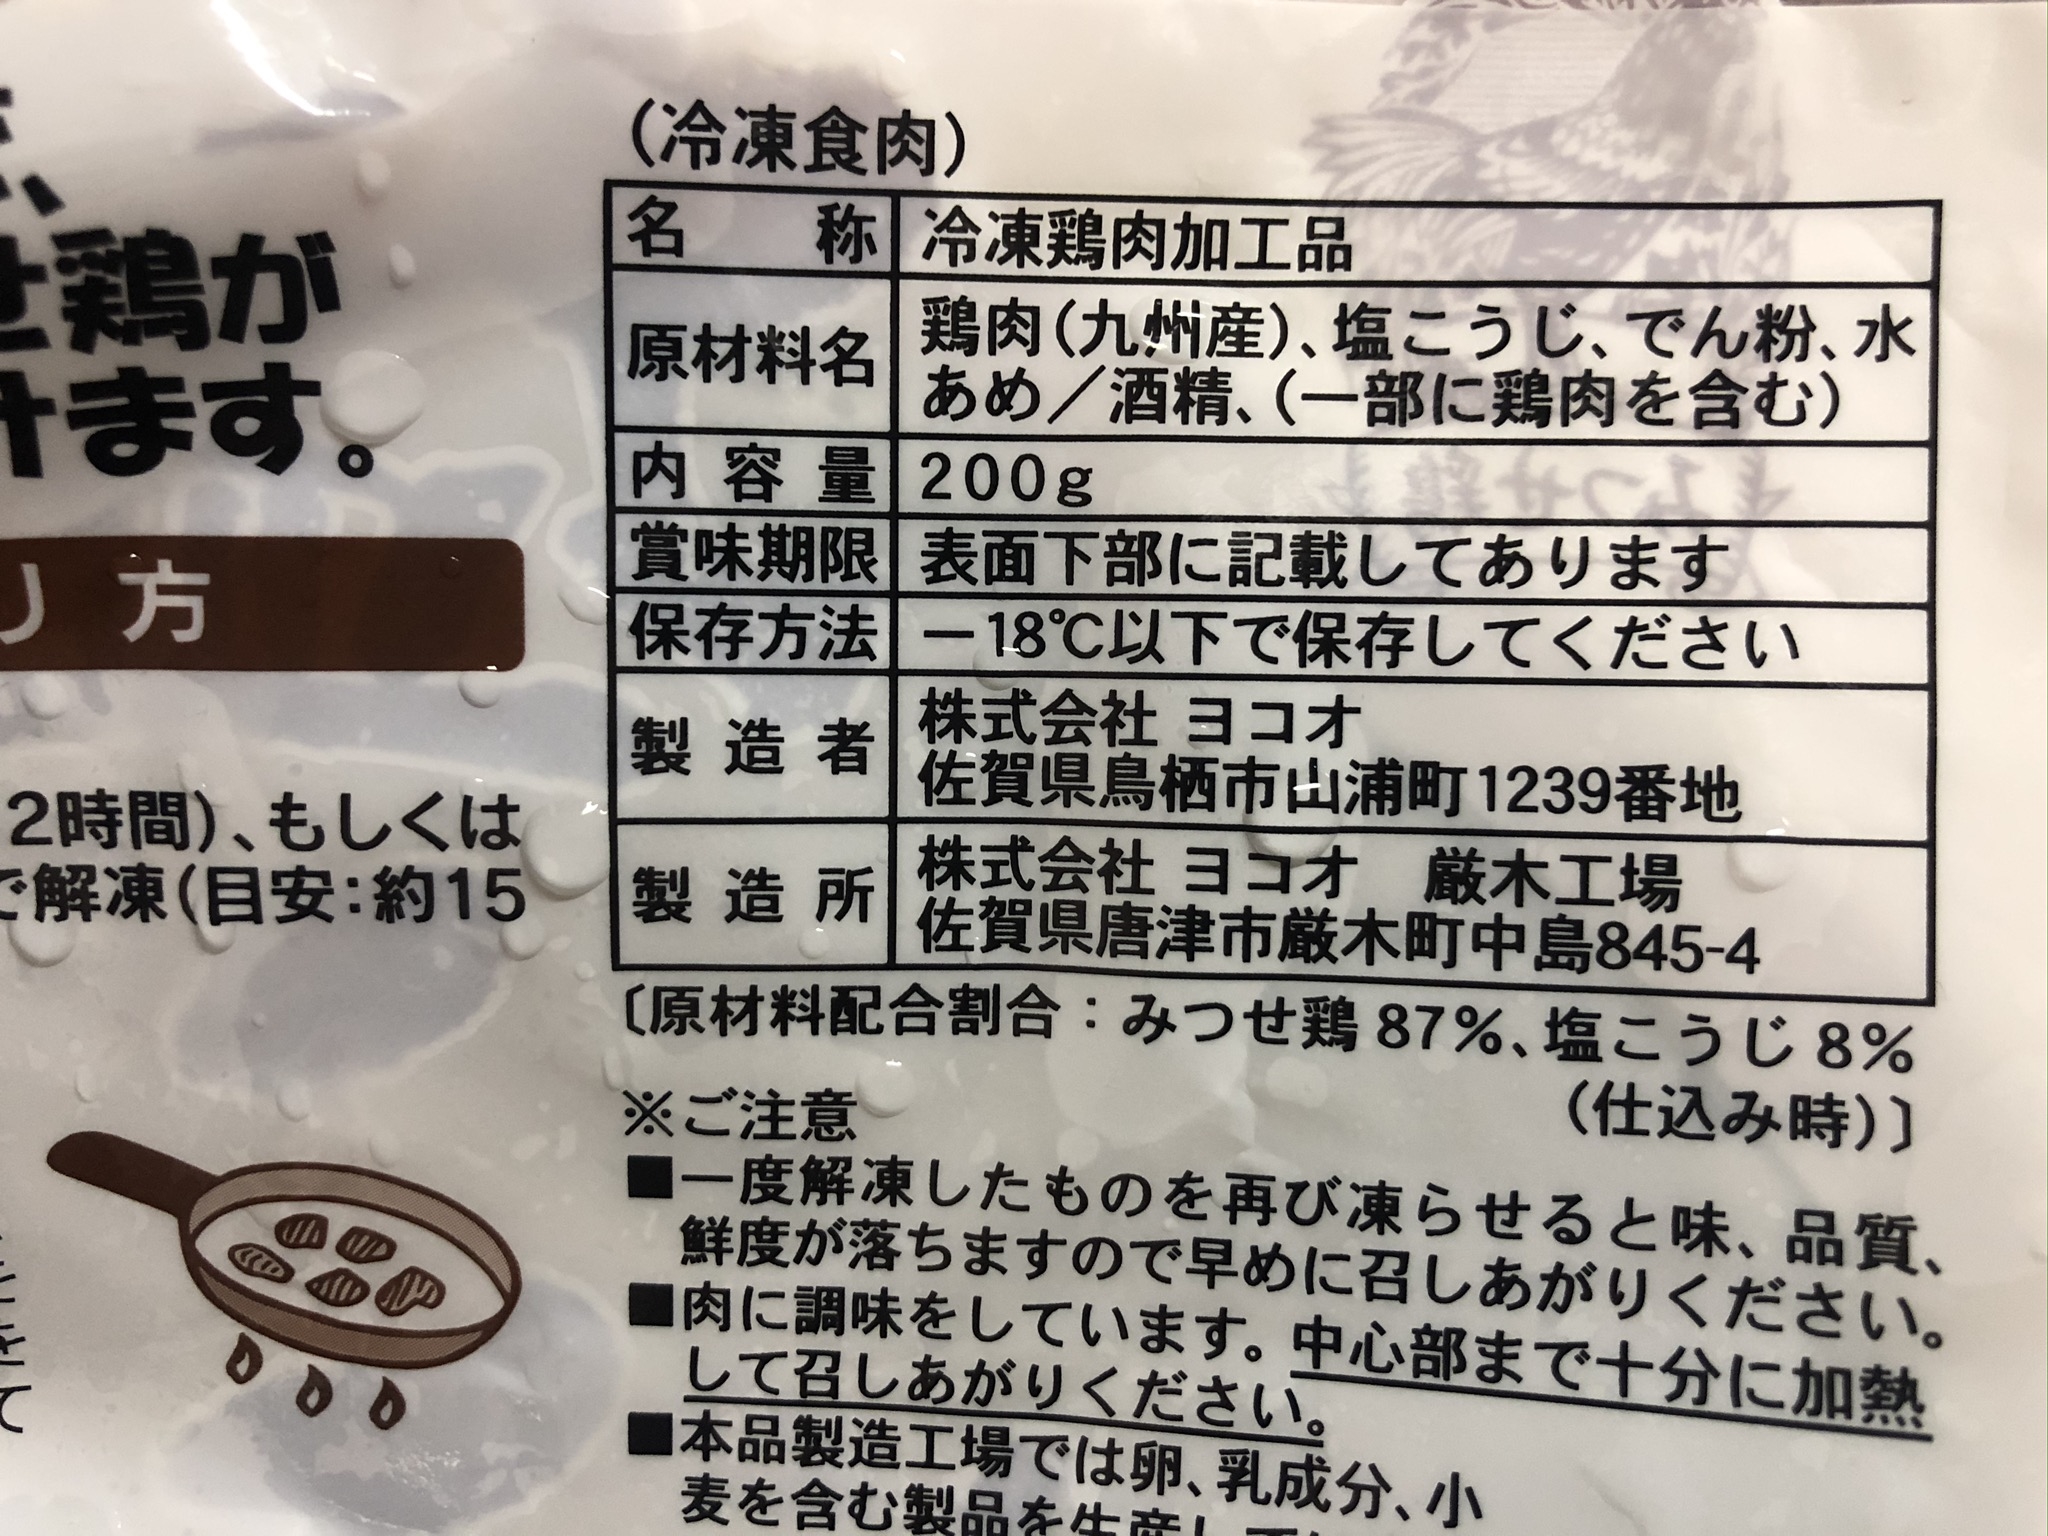 せ鶏が
けます。
り方
2時間)、もしくは
で解凍(目安:約15
(冷凍食肉)
名称 冷凍鶏肉加工品
原材料名 鶏肉(九州産)、塩こうじ、でん粉、水
あめ/酒精、(一部に鶏肉を含む)
内容量 200g
賞味期限 表面下部に記載してあります
保存方法 -18℃以下で保存してください
製造者 株式会社 ヨコオ
佐賀県鳥栖市山浦町1239番地
製造所 株式会社 ヨコオ 厳木工場
佐賀県唐津市厳木町中島845-4
〔原材料配合割合:みつせ鶏 87%、塩こうじ 8%
(仕込み時)〕
※ご注意
■一度解凍したものを再び凍らせると味、品質、
鮮度が落ちますので早めに召しあがりください。
■肉に調味をしています。中心部まで十分に加熱
して召しあがりください。
■本品製造工場では卵、乳成分、小
麦を含む製品を生産して